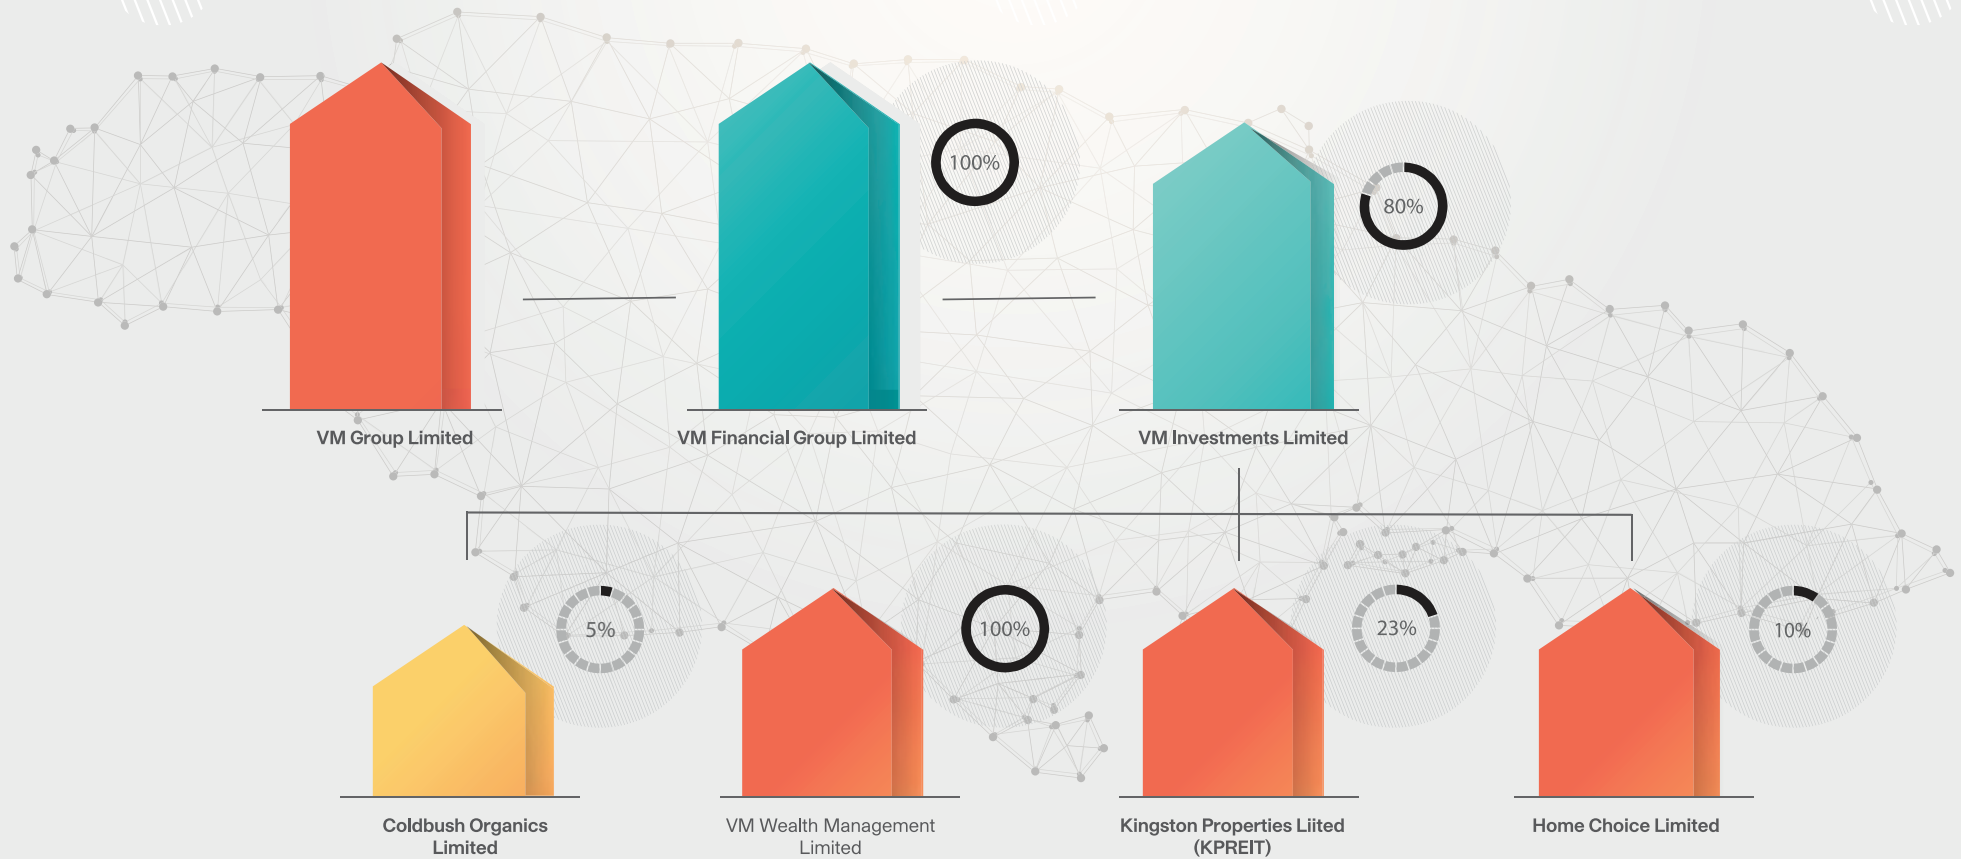 100%
80%
VM Group Limited
VM Financial Group Limited
VM Investments Limited
5%
100%
23%
10%
Coldbush Organics
Limited
VM Wealth Management
Limited
Kingston Properties Liited
(KPREIT)
Home Choice Limited